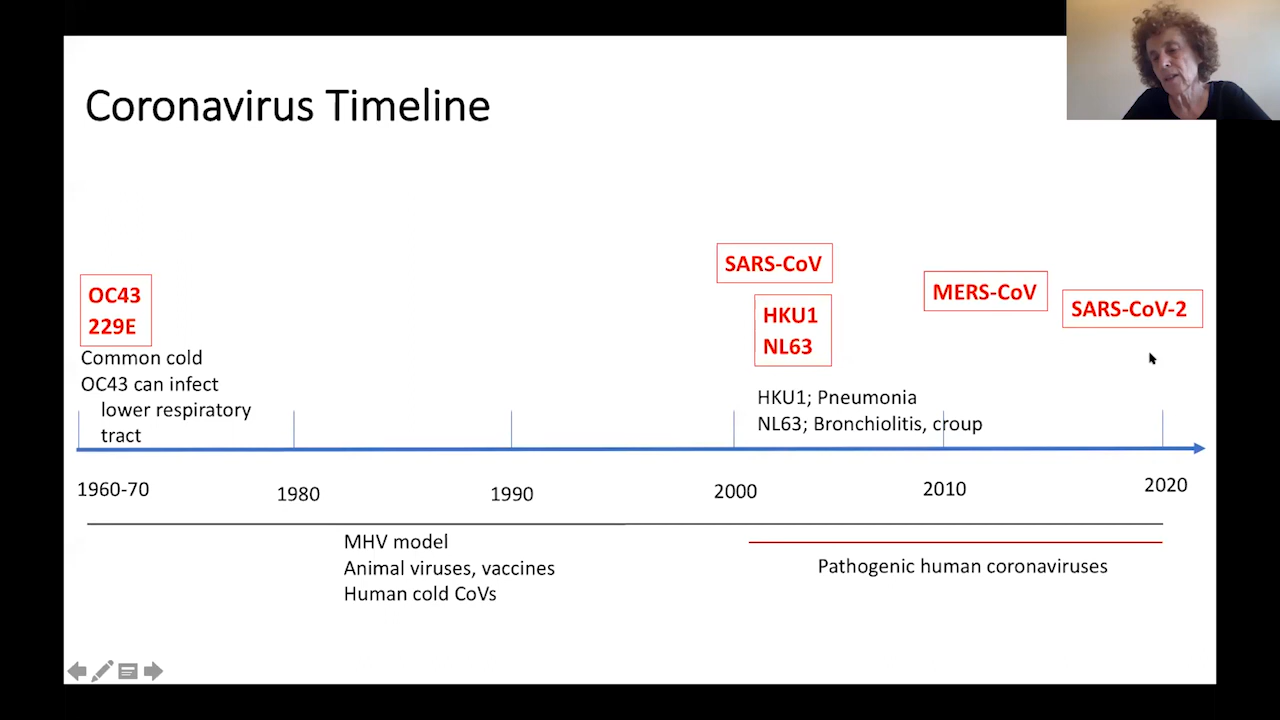 Coronavirus Timeline
OC43
229E
Common cold
OC43 can infect
lower respiratory
tract
SARS-CoV
HKU1
NL63
HKU1; Pneumonia
NL63; Bronchiolitis, croup
MERS-CoV
SARS-CoV-2
1960-70
1980
1990
2000
2010
2020
MHV model
Animal viruses, vaccines
Human cold CoVs
Pathogenic human coronaviruses